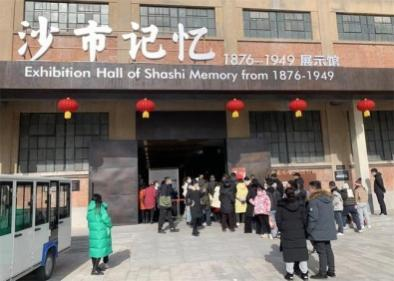 沙市记忆 1876-1949 展示馆
Exhibition Hall of Shashi Memory from 1876-1949